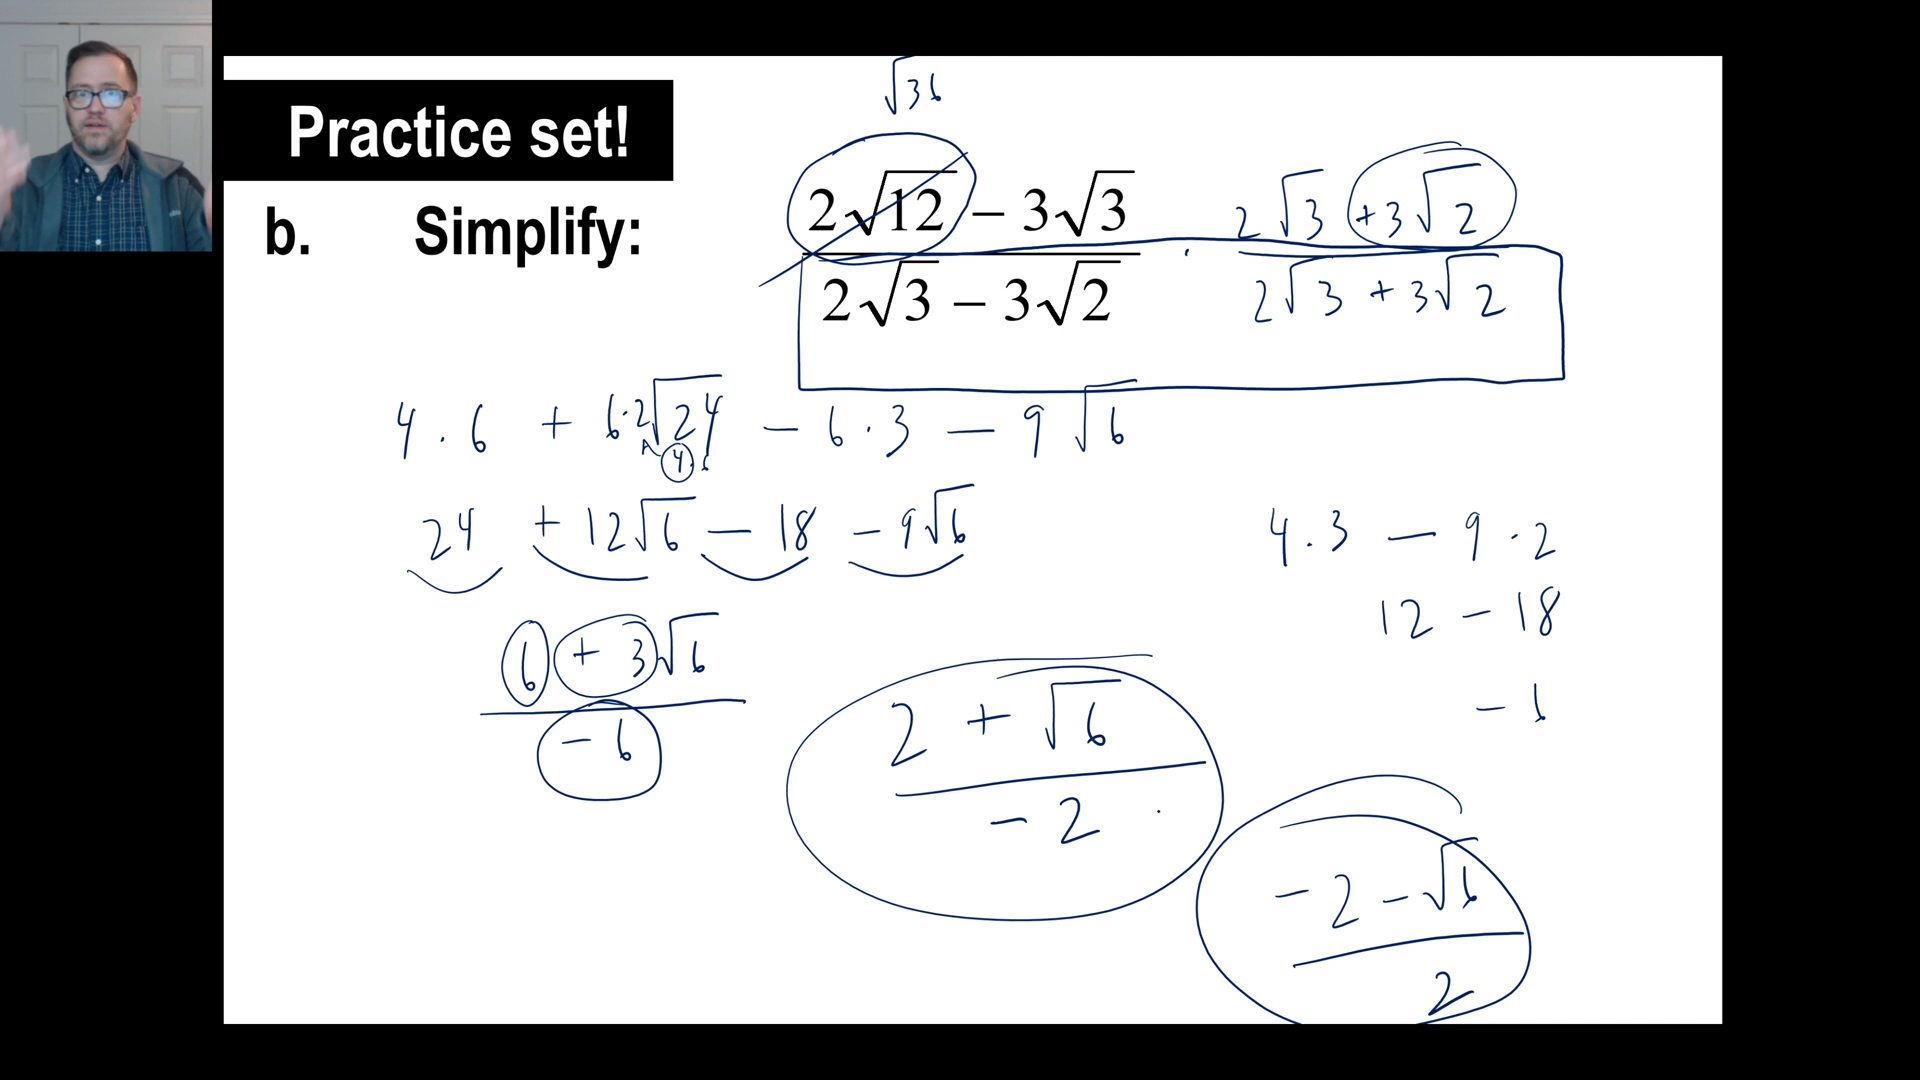 √36
Practice set!
b. Simplify:
2√12 − 3√3
2√3 − 3√2
· 2√3 + 3√2
2√3 + 3√2
4 · 6 + 6·2√24 − 6 · 3 − 9√6
4 · 6
24 + 12√6 − 18 − 9√6
4 · 3 − 9 · 2
12 − 18
6 + 3√6
− 6
− 6
2 + √6
− 2
− 2 − √6
2